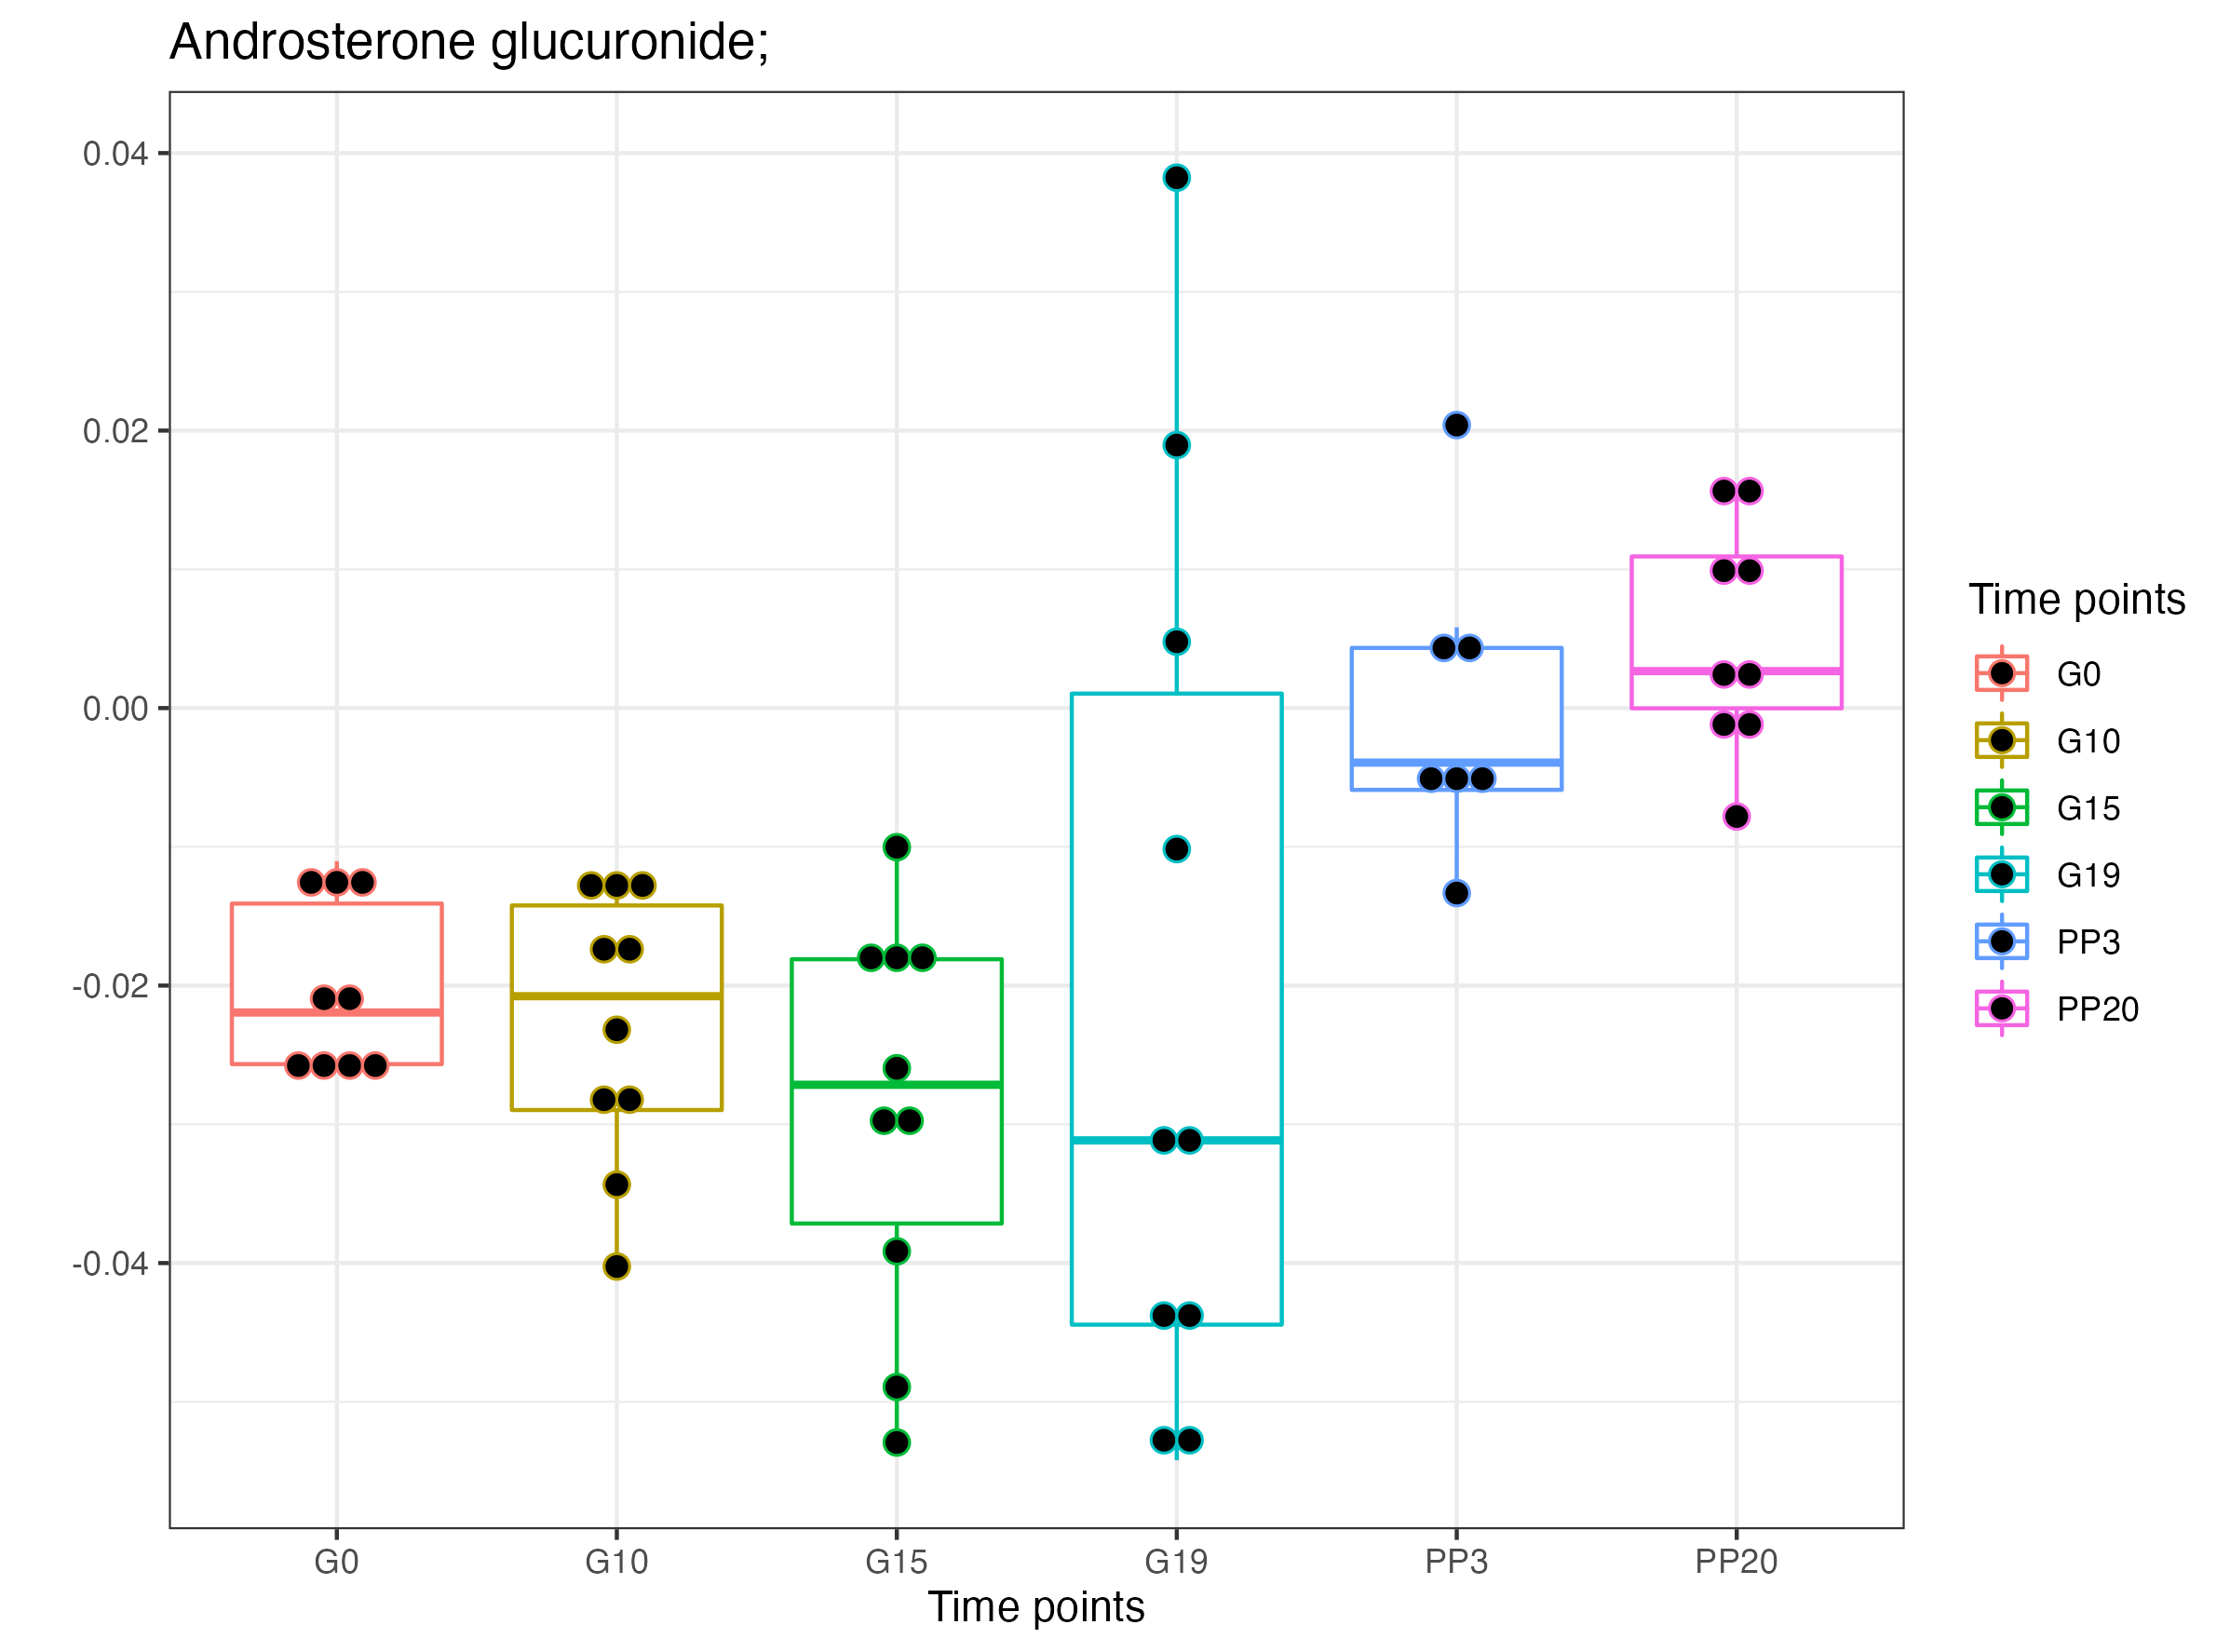 Androsterone glucuronide;
0.04
0.02
0.00
-0.02
-0.04
G0 G10 G15 G19 PP3 PP20
Time points
Time points
G0
G10
G15
G19
PP3
PP20